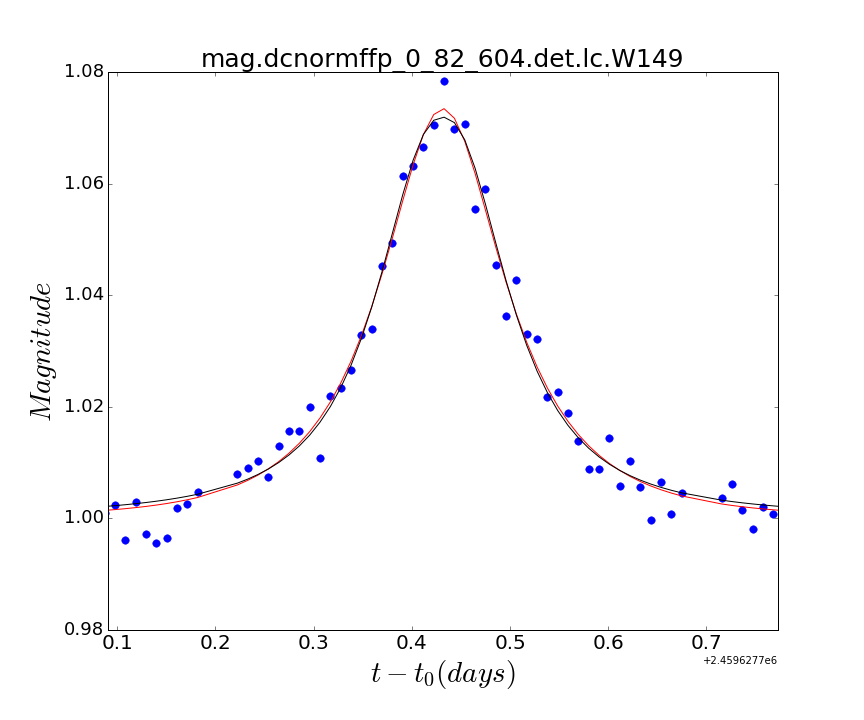 mag.dcnormffp_0_82_604.det.lc.W149
1.08
1.06
1.04
1.02
1.00
0.98
Magnitude
0.1 0.2 0.3 0.4 0.5 0.6 0.7
+2.4596277e6
t − t₀(days)